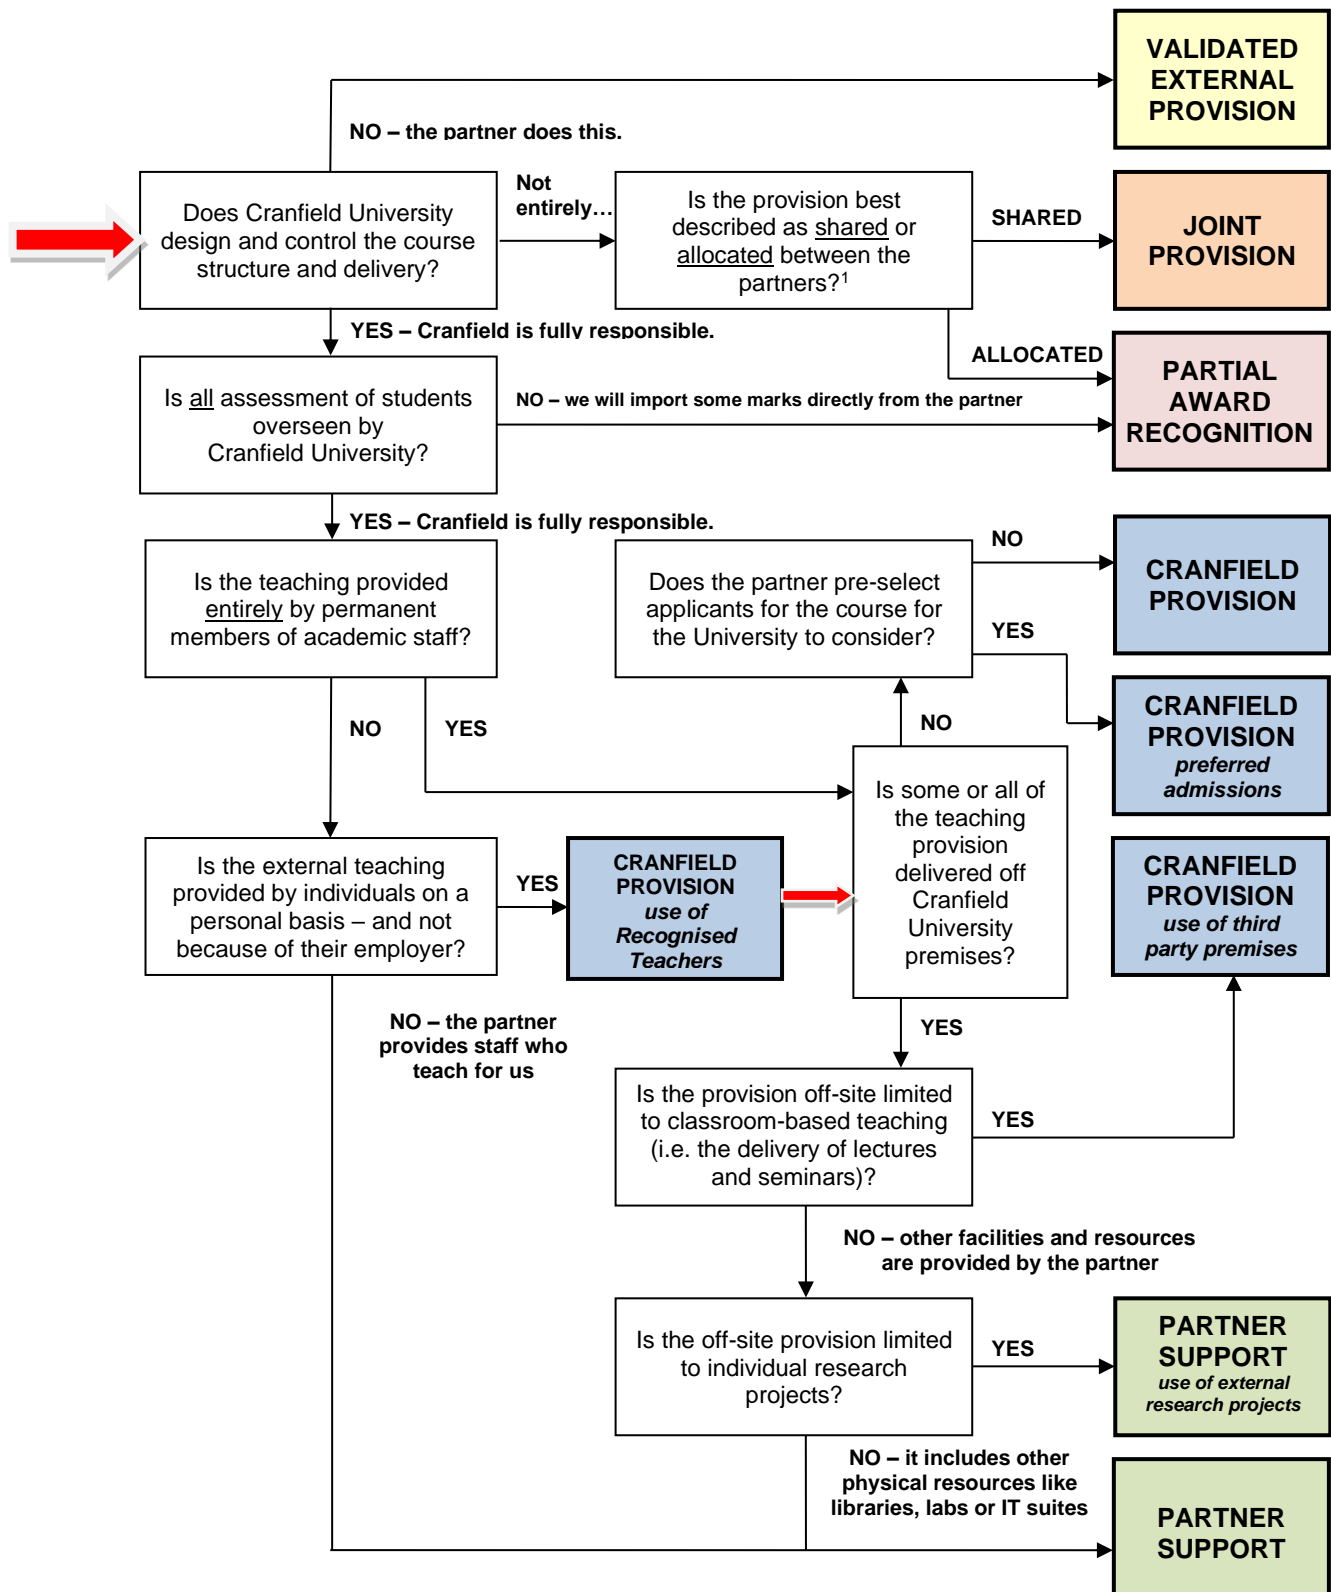 VALIDATED
EXTERNAL
PROVISION
NO – the partner does this.
Does Cranfield University
design and control the course
structure and delivery?
Not
entirely…
Is the provision best
described as shared or
allocated between the
partners?1
SHARED
JOINT
PROVISION
YES – Cranfield is fully responsible.
ALLOCATED
PARTIAL
AWARD
RECOGNITION
Is all assessment of students
overseen by
Cranfield University?
NO – we will import some marks directly from the partner
YES – Cranfield is fully responsible.
Is the teaching provided
entirely by permanent
members of academic staff?
Does the partner pre-select
applicants for the course for
the University to consider?
NO
CRANFIELD
PROVISION
YES
CRANFIELD
PROVISION
preferred
admissions
NO
YES
NO
Is some or all of
the teaching
provision
delivered off
Cranfield
University
premises?
Is the external teaching
provided by individuals on a
personal basis – and not
because of their employer?
YES
CRANFIELD
PROVISION
use of
Recognised
Teachers
CRANFIELD
PROVISION
use of third
party premises
NO – the partner
provides staff who
teach for us
YES
Is the provision off-site limited
to classroom-based teaching
(i.e. the delivery of lectures
and seminars)?
YES
NO – other facilities and resources
are provided by the partner
Is the off-site provision limited
to individual research
projects?
YES
PARTNER
SUPPORT
use of external
research projects
NO – it includes other
physical resources like
libraries, labs or IT suites
PARTNER
SUPPORT